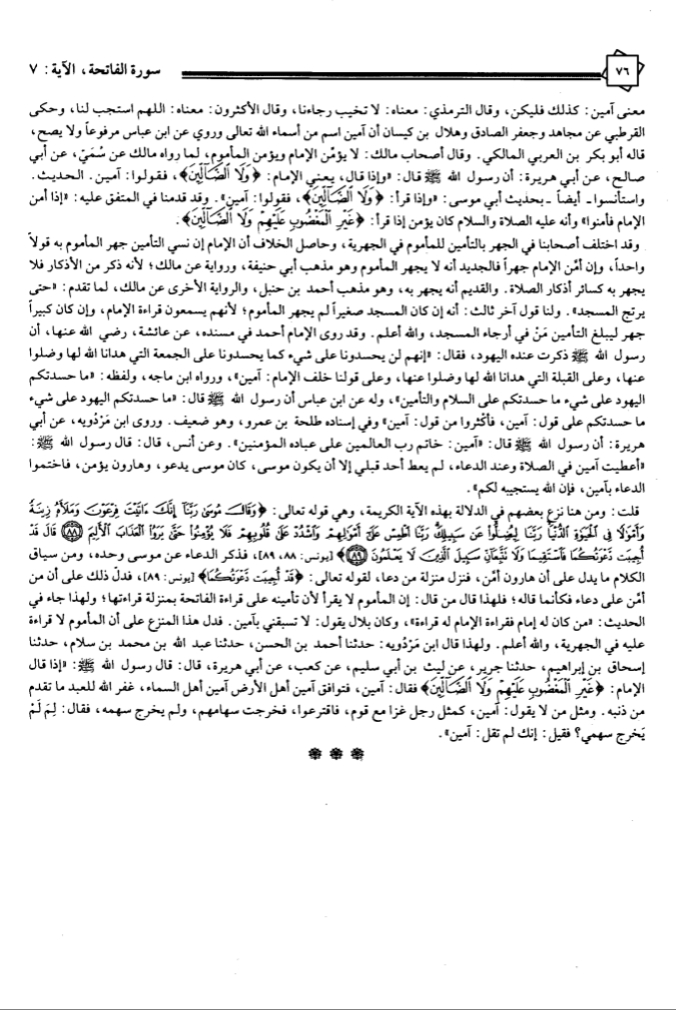 ٧٦
سورة الفاتحة، الآية: ٧
معنى آمين: كذلك فليكن، وقال الترمذي: معناه: لا تخيب رجاءنا، وقال الأكثرون: معناه: اللهم استجب لنا، وحكى
القرطبي عن مجاهد وجعفر الصادق وهلال بن كيسان أن آمين اسم من أسماء الله تعالى وروي عن ابن عباس مرفوعاً ولا يصح،
قاله أبو بكر بن العربي المالكي. وقال أصحاب مالك: لا يؤمّن الإمام ويؤمن المأموم، لما رواه مالك عن سُمَيّ، عن أبي
صالح، عن أبي هريرة: أن رسول الله ﷺ قال: «وإذا قال، يعني الإمام: ﴿وَلَا الضَّالِّينَ﴾، فقولوا: آمين. الحديث.
واستأنسوا۔ أيضاً ۔ بحديث أبي موسى: «وإذا قرأ: ﴿وَلَا الضَّالِّينَ﴾، فقولوا: آمين». وقد قدمنا في المتفق عليه: «إذا أمن
الإمام فأمنوا» وأنه عليه الصلاة والسلام كان يؤمن إذا قرأ: ﴿غَيْرِ الْمَغْضُوبِ عَلَيْهِمْ وَلَا الضَّالِّينَ﴾.
وقد اختلف أصحابنا في الجهر بالتأمين للمأموم في الجهرية، وحاصل الخلاف أن الإمام إن نسي التأمين جهر المأموم به قولاً
واحداً، وإن أمّن الإمام جهراً فالجديد أنه لا يجهر المأموم وهو مذهب أبي حنيفة، ورواية عن مالك؛ لأنه ذكر من الأذكار فلا
يجهر به كسائر أذكار الصلاة. والقديم أنه يجهر به، وهو مذهب أحمد بن حنبل، والرواية الأخرى عن مالك، لما تقدم: «حتى
يرتج المسجد». ولنا قول آخر ثالث: أنه إن كان المسجد صغيراً لم يجهر المأموم؛ لأنهم يسمعون قراءة الإمام، وإن كان كبيراً
جهر ليبلغ التأمين مَنْ في أرجاء المسجد، والله أعلم. وقد روى الإمام أحمد في مسنده، عن عائشة، رضي الله عنها، أن
رسول الله ﷺ ذكرت عنده اليهود، فقال: «إنهم لن يحسدونا على شيء كما يحسدونا على الجمعة التي هدانا الله لها وضلوا
عنها، وعلى القبلة التي هدانا الله لها وضلوا عنها، وعلى قولنا خلف الإمام: آمين»، ورواه ابن ماجه، ولفظه: «ما حسدتكم
اليهود على شيء ما حسدتكم على السلام والتأمين»، وله عن ابن عباس أن رسول الله ﷺ قال: «ما حسدتكم اليهود على شيء
ما حسدتكم على قول: آمين، فأكثروا من قول: آمين» وفي إسناده طلحة بن عمرو، وهو ضعيف. وروى ابن مَرْدُويه، عن أبي
هريرة: أن رسول الله ﷺ قال: «آمين: خاتم رب العالمين على عباده المؤمنين». وعن أنس، قال: قال رسول الله ﷺ:
«أعطيت آمين في الصلاة وعند الدعاء، لم يعط أحد قبلي إلا أن يكون موسى، كان موسى يدعو، وهارون يؤمن، فاختموا
الدعاء بآمين، فإن الله يستجيبه لكم».
قلت: ومن هنا نزع بعضهم في الدلالة بهذه الآية الكريمة، وهي قوله تعالى: ﴿وَقَالَ مُوسَىٰ رَبَّنَا إِنَّكَ ءَاتَيْتَ فِرْعَوْنَ وَمَلَأَهُ زِينَةً
وَأَمْوَالًا فِي الْحَيَوٰةِ الدُّنْيَا رَبَّنَا لِيُضِلُّوا عَن سَبِيلِكَ رَبَّنَا اطْمِسْ عَلَىٰ أَمْوَالِهِمْ وَاشْدُدْ عَلَىٰ قُلُوبِهِمْ فَلَا يُؤْمِنُوا حَتَّىٰ يَرَوُا الْعَذَابَ الْأَلِيمَ ﴿٨٨﴾ قَالَ قَدْ
أُجِيبَت دَّعْوَتُكُمَا فَاسْتَقِيمَا وَلَا تَتَّبِعَانِّ سَبِيلَ الَّذِينَ لَا يَعْلَمُونَ ﴿٨٩﴾﴾ [يونس: ٨٨، ٨٩]، فذكر الدعاء عن موسى وحده، ومن سياق
الكلام ما يدل على أن هارون أمّن، فنزل منزلة من دعا، لقوله تعالى: ﴿قَدْ أُجِيبَت دَّعْوَتُكُمَا﴾ [يونس: ٨٩]، فدلّ ذلك على أن من
أمّن على دعاء فكأنما قاله؛ فلهذا قال من قال: إن المأموم لا يقرأ لأن تأمينه على قراءة الفاتحة بمنزلة قراءتها؛ ولهذا جاء في
الحديث: «من كان له إمام فقراءة الإمام له قراءة»، وكان بلال يقول: لا تسبقني بآمين. فدل هذا المنزع على أن المأموم لا قراءة
عليه في الجهرية، والله أعلم. ولهذا قال ابن مَرْدُويه: حدثنا أحمد بن الحسن، حدثنا عبد الله بن محمد بن سلام، حدثنا
إسحاق بن إبراهيم، حدثنا جرير، عن ليث بن أبي سليم، عن كعب، عن أبي هريرة، قال: قال رسول الله ﷺ: «إذا قال
الإمام: ﴿غَيْرِ الْمَغْضُوبِ عَلَيْهِمْ وَلَا الضَّالِّينَ﴾ فقال: آمين، فتوافق آمين أهل الأرض آمين أهل السماء، غفر الله للعبد ما تقدم
من ذنبه. ومثل من لا يقول: آمين، كمثل رجل غزا مع قوم، فاقترعوا، فخرجت سهامهم، ولم يخرج سهمه، فقال: لِمَ لَمْ
يَخرج سهمي؟ فقيل: إنك لم تقل: آمين».